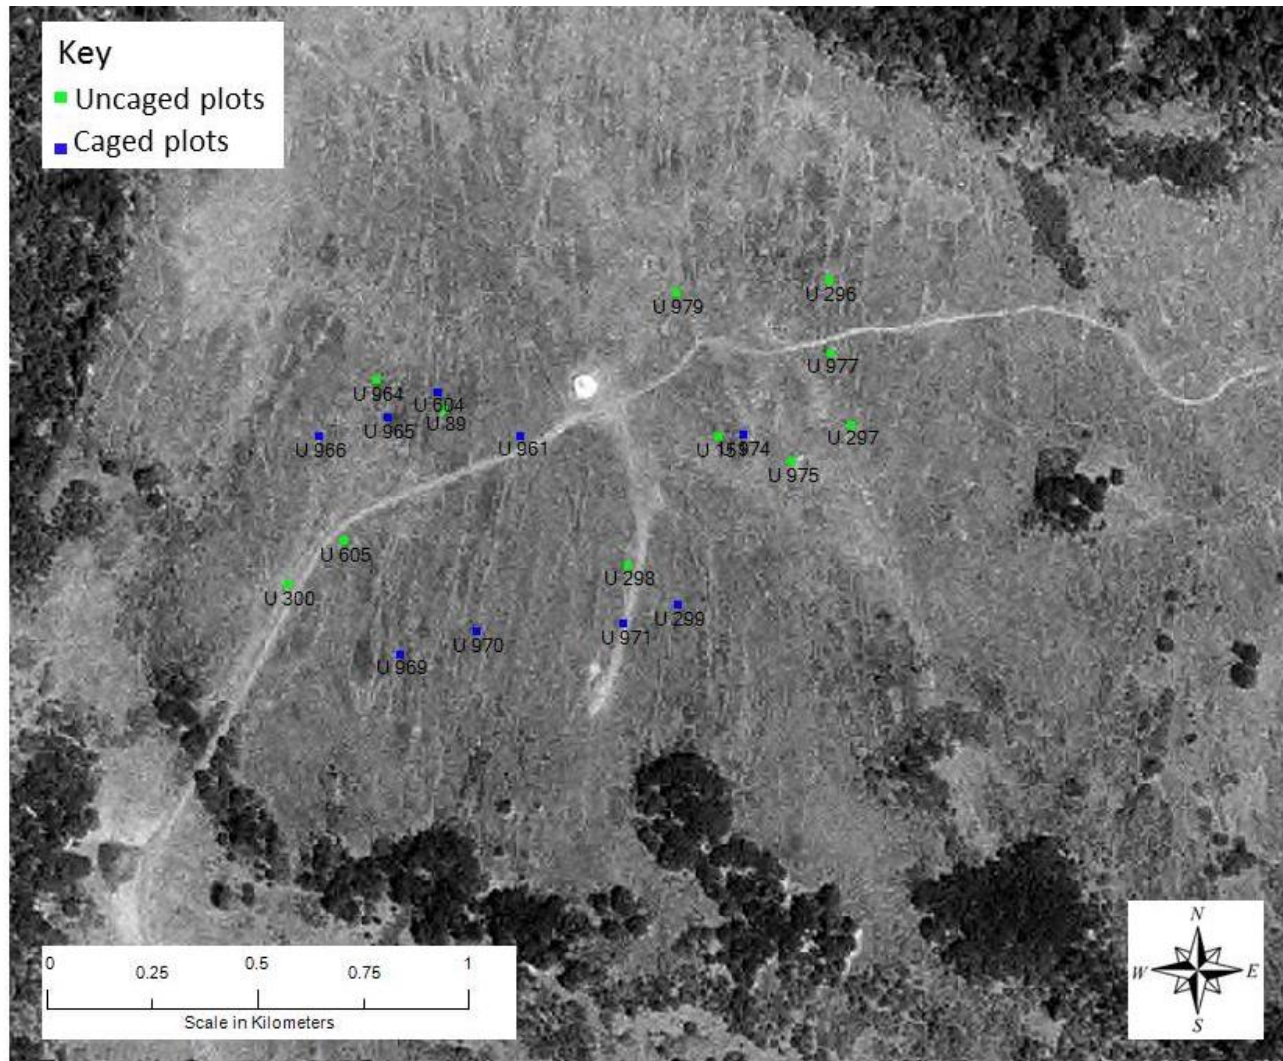 Key
Uncaged plots
Caged plots
U 979
U 296
U 977
U 964
U 604
U 89
U 965
U 966
U 961
U 151
U 974
U 297
U 975
U 605
U 300
U 298
U 299
U 971
U 970
U 969
0 0.25 0.5 0.75 1
Scale in Kilometers
N
W E
S